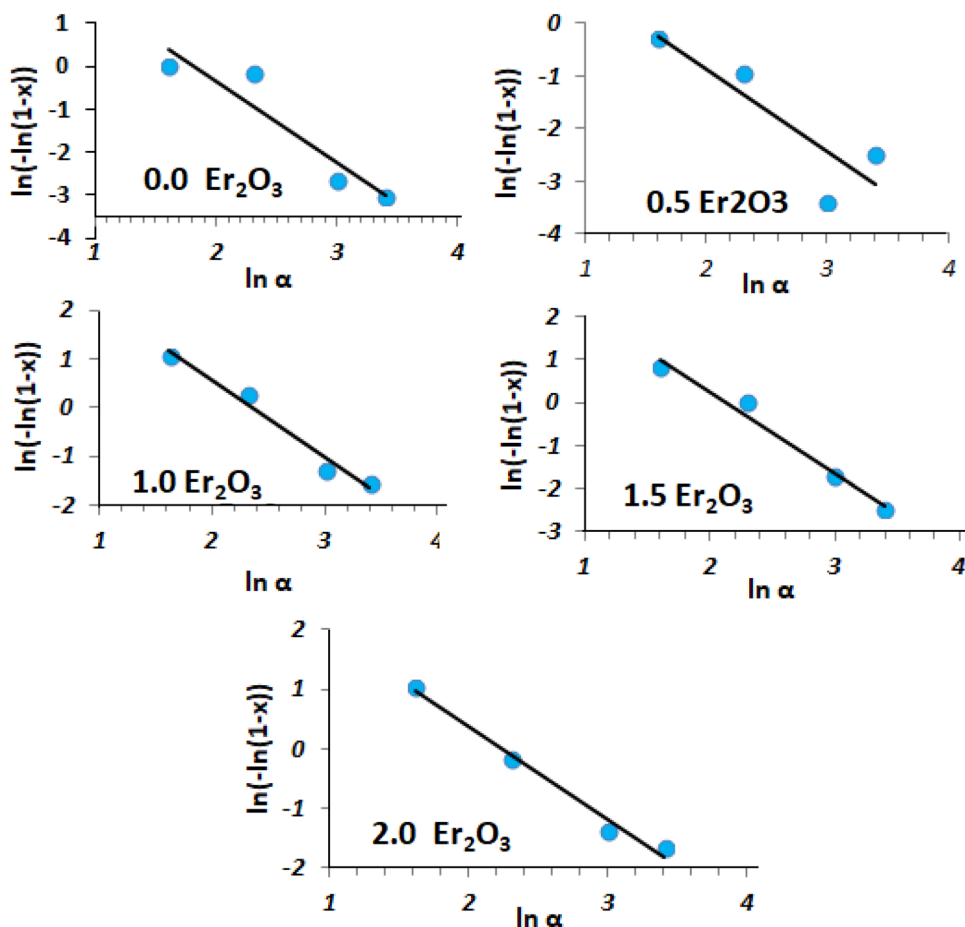 ln(-ln(1-x))
1
0
-1
-2
-3
-4
0.0 Er₂O₃
1 2 3 4
ln α
ln(-ln(1-x))
0
-1
-2
-3
-4
0.5 Er2O3
1 2 3 4
ln α
ln(-ln(1-x))
2
1
0
-1
-2
1.0 Er₂O₃
1 2 3 4
ln α
ln(-ln(1-x))
2
1
0
-1
-2
-3
1.5 Er₂O₃
1 2 3 4
ln α
ln(-ln(1-x))
2
1
0
-1
-2
2.0 Er₂O₃
1 2 3 4
ln α